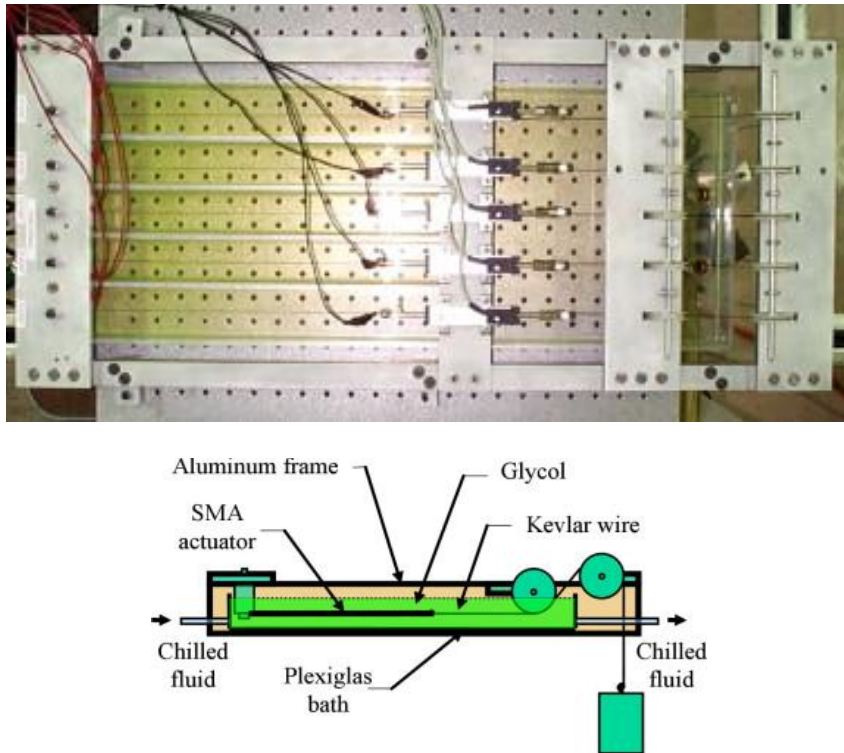 Aluminum frame
Glycol
SMA
actuator
Kevlar wire
Chilled
fluid
Plexiglas
bath
Chilled
fluid